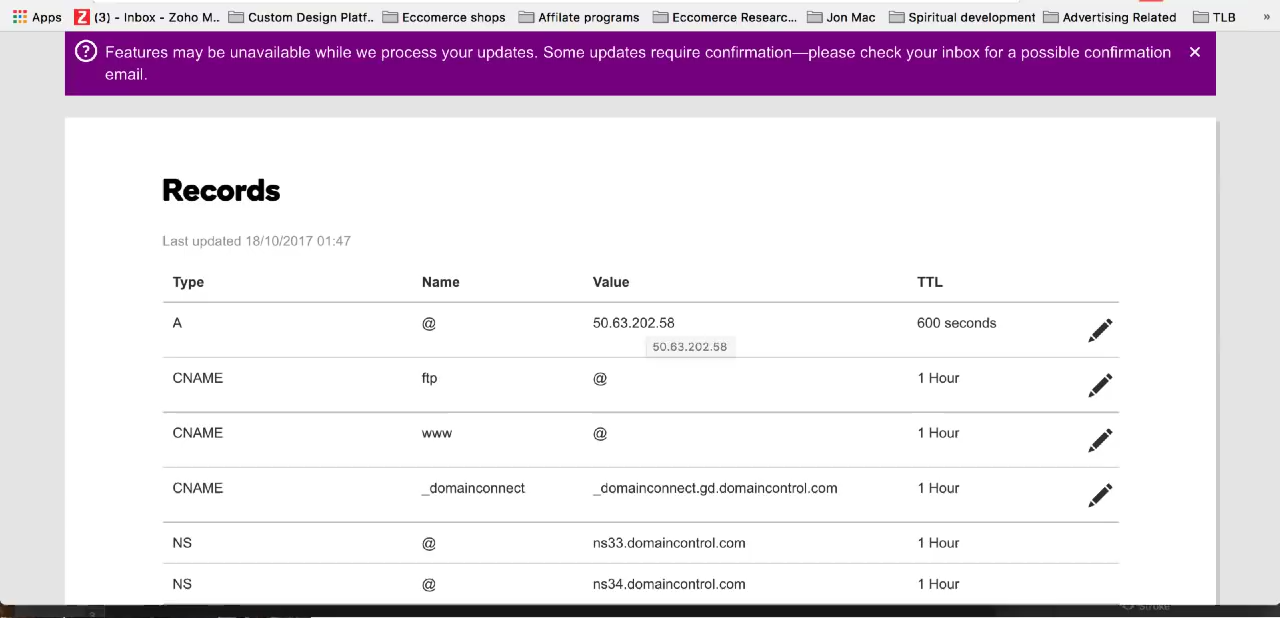 Apps (3) - Inbox - Zoho M.. Custom Design Platf.. Eccomerce shops Affilate programs Eccomerce Researc... Jon Mac Spiritual development Advertising Related TLB »
Features may be unavailable while we process your updates. Some updates require confirmation—please check your inbox for a possible confirmation
email.
Records
Last updated 18/10/2017 01:47
Type Name Value TTL
A @ 50.63.202.58 600 seconds
50.63.202.58
CNAME ftp @ 1 Hour
CNAME www @ 1 Hour
CNAME _domainconnect _domainconnect.gd.domaincontrol.com 1 Hour
NS @ ns33.domaincontrol.com 1 Hour
NS @ ns34.domaincontrol.com 1 Hour
Stroke